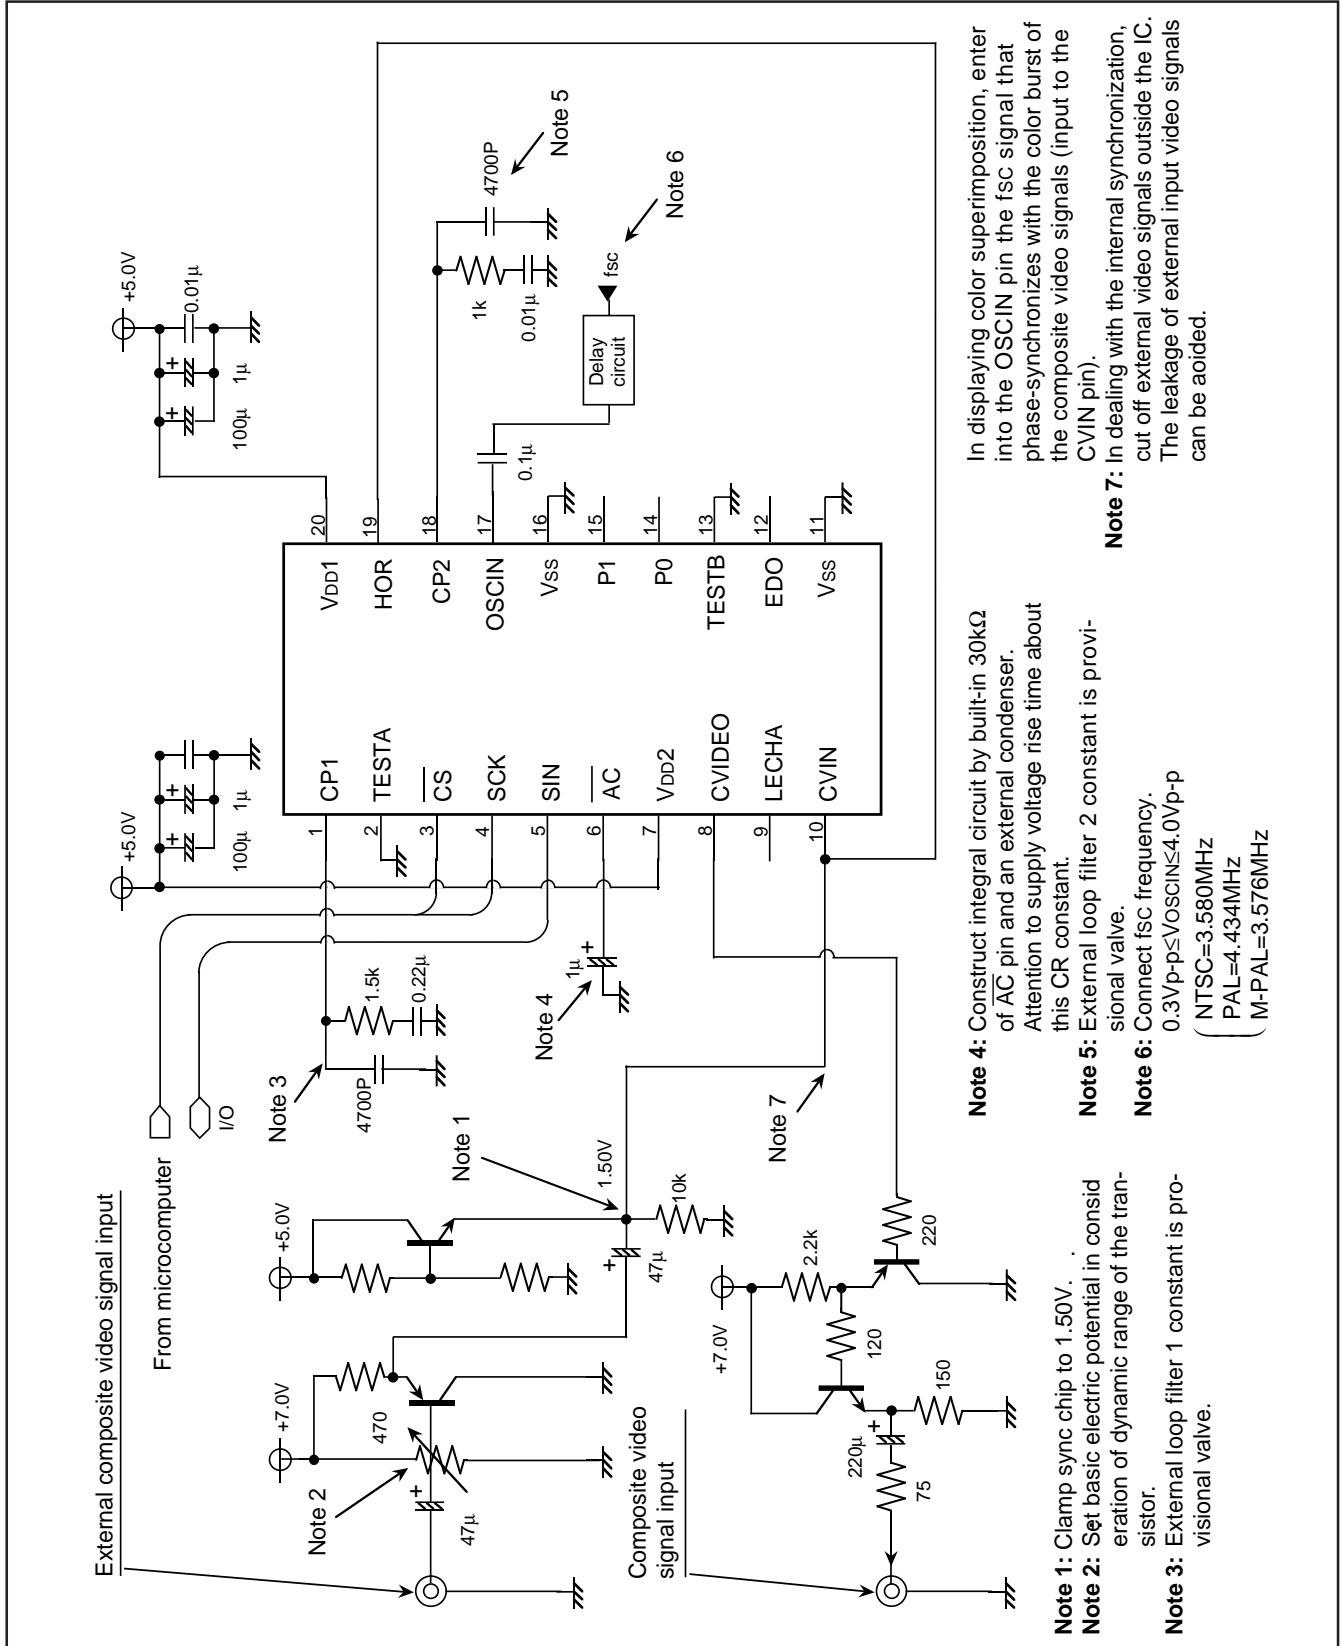 External composite video signal input
From microcomputer
I/O
+5.0V
100μ
1μ
+5.0V
100μ
1μ
0.01μ
Note 3
4700P
1.5k
0.22μ
Note 4
1μ
1
2
3
4
5
6
7
8
9
10
CP1
TESTA
CS
SCK
SIN
AC
VDD2
CVIDEO
LECHA
CVIN
VDD1
HOR
CP2
OSCIN
VSS
P1
P0
TESTB
EDO
VSS
20
19
18
17
16
15
14
13
12
11
1k
0.01μ
4700P
Note 5
0.1μ
Delay
circuit
fsc
Note 6
+7.0V
470
Note 2
47μ
+5.0V
Note 1
1.50V
47μ
10k
Note 7
Composite video
signal input
+7.0V
2.2k
120
220
150
220μ
75
Note 1: Clamp sync chip to 1.50V.
Note 2: Set basic electric potential in consid
eration of dynamic range of the tran-
sistor.
Note 3: External loop filter 1 constant is pro-
visional valve.
Note 4: Construct integral circuit by built-in 30kΩ
of AC pin and an external condenser.
Attention to supply voltage rise time about
this CR constant.
Note 5: External loop filter 2 constant is provi-
sional valve.
Note 6: Connect fsc frequency.
0.3Vp-p≤VOSCIN≤4.0Vp-p
NTSC=3.580MHz
PAL=4.434MHz
M-PAL=3.576MHz
In displaying color superimposition, enter
into the OSCIN pin the fsc signal that
phase-synchronizes with the color burst of
the composite video signals (input to the
CVIN pin).
Note 7: In dealing with the internal synchronization,
cut off external video signals outside the IC.
The leakage of external input video signals
can be aoided.